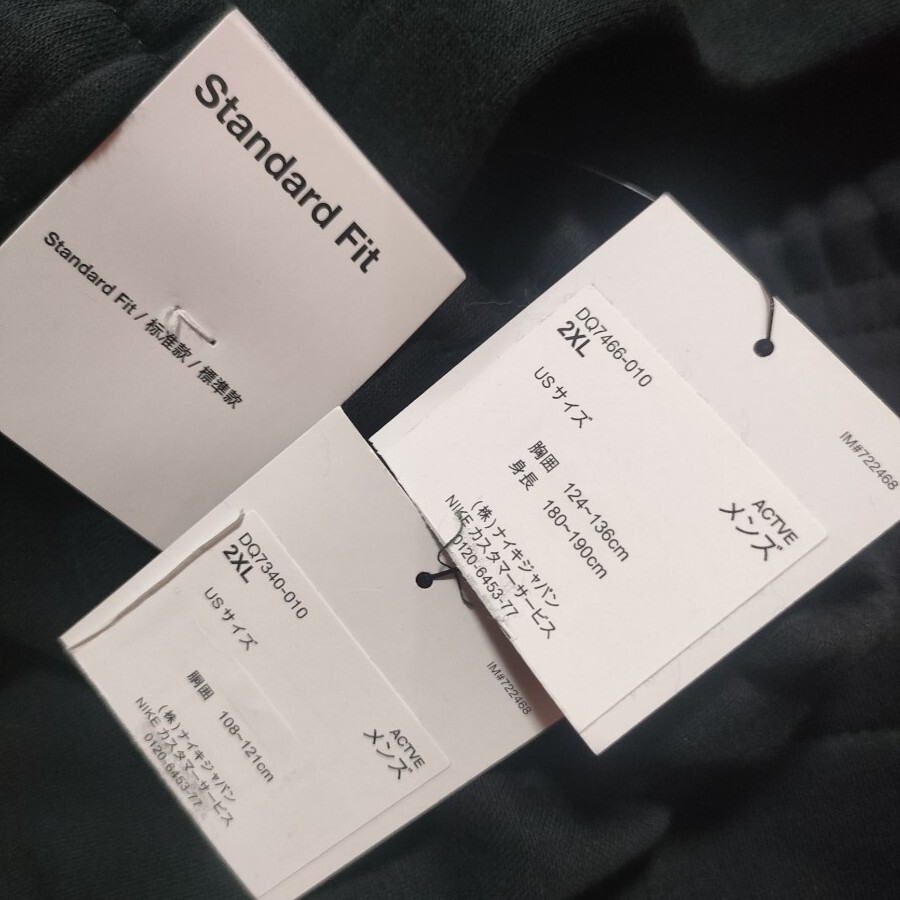 Standard Fit
Standard Fit / 标准款 / 標準款
DQ7466-010
2XL
USサイズ
胸囲 124~136cm
身長 180~190cm
(株)ナイキジャパン
NIKE カスタマーサービス
0120-6453-77
ACTVE
メンズ
IM#722468
DQ7340-010
2XL
USサイズ
胴囲 108~121cm
(株)ナイキジャパン
NIKE カスタマーサービス
0120-6453-77
ACTVE
メンズ
IM#722468